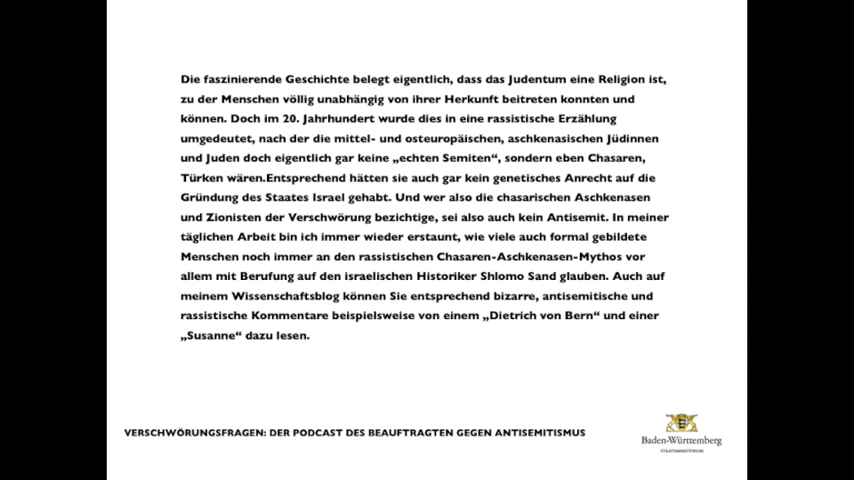 Die faszinierende Geschichte belegt eigentlich, dass das Judentum eine Religion ist,
zu der Menschen völlig unabhängig von ihrer Herkunft beitreten konnten und
können. Doch im 20. Jahrhundert wurde dies in eine rassistische Erzählung
umgedeutet, nach der die mittel- und osteuropäischen, aschkenasischen Jüdinnen
und Juden doch eigentlich gar keine „echten Semiten“, sondern eben Chasaren,
Türken wären.Entsprechend hätten sie auch gar kein genetisches Anrecht auf die
Gründung des Staates Israel gehabt. Und wer also die chasarischen Aschkenasen
und Zionisten der Verschwörung bezichtige, sei also auch kein Antisemit. In meiner
täglichen Arbeit bin ich immer wieder erstaunt, wie viele auch formal gebildete
Menschen noch immer an den rassistischen Chasaren-Aschkenasen-Mythos vor
allem mit Berufung auf den israelischen Historiker Shlomo Sand glauben. Auch auf
meinem Wissenschaftsblog können Sie entsprechend bizarre, antisemitische und
rassistische Kommentare beispielsweise von einem „Dietrich von Bern“ und einer
„Susanne“ dazu lesen.
VERSCHWÖRUNGSFRAGEN: DER PODCAST DES BEAUFTRAGTEN GEGEN ANTISEMITISMUS
Baden-Württemberg
STAATSMINISTERIUM